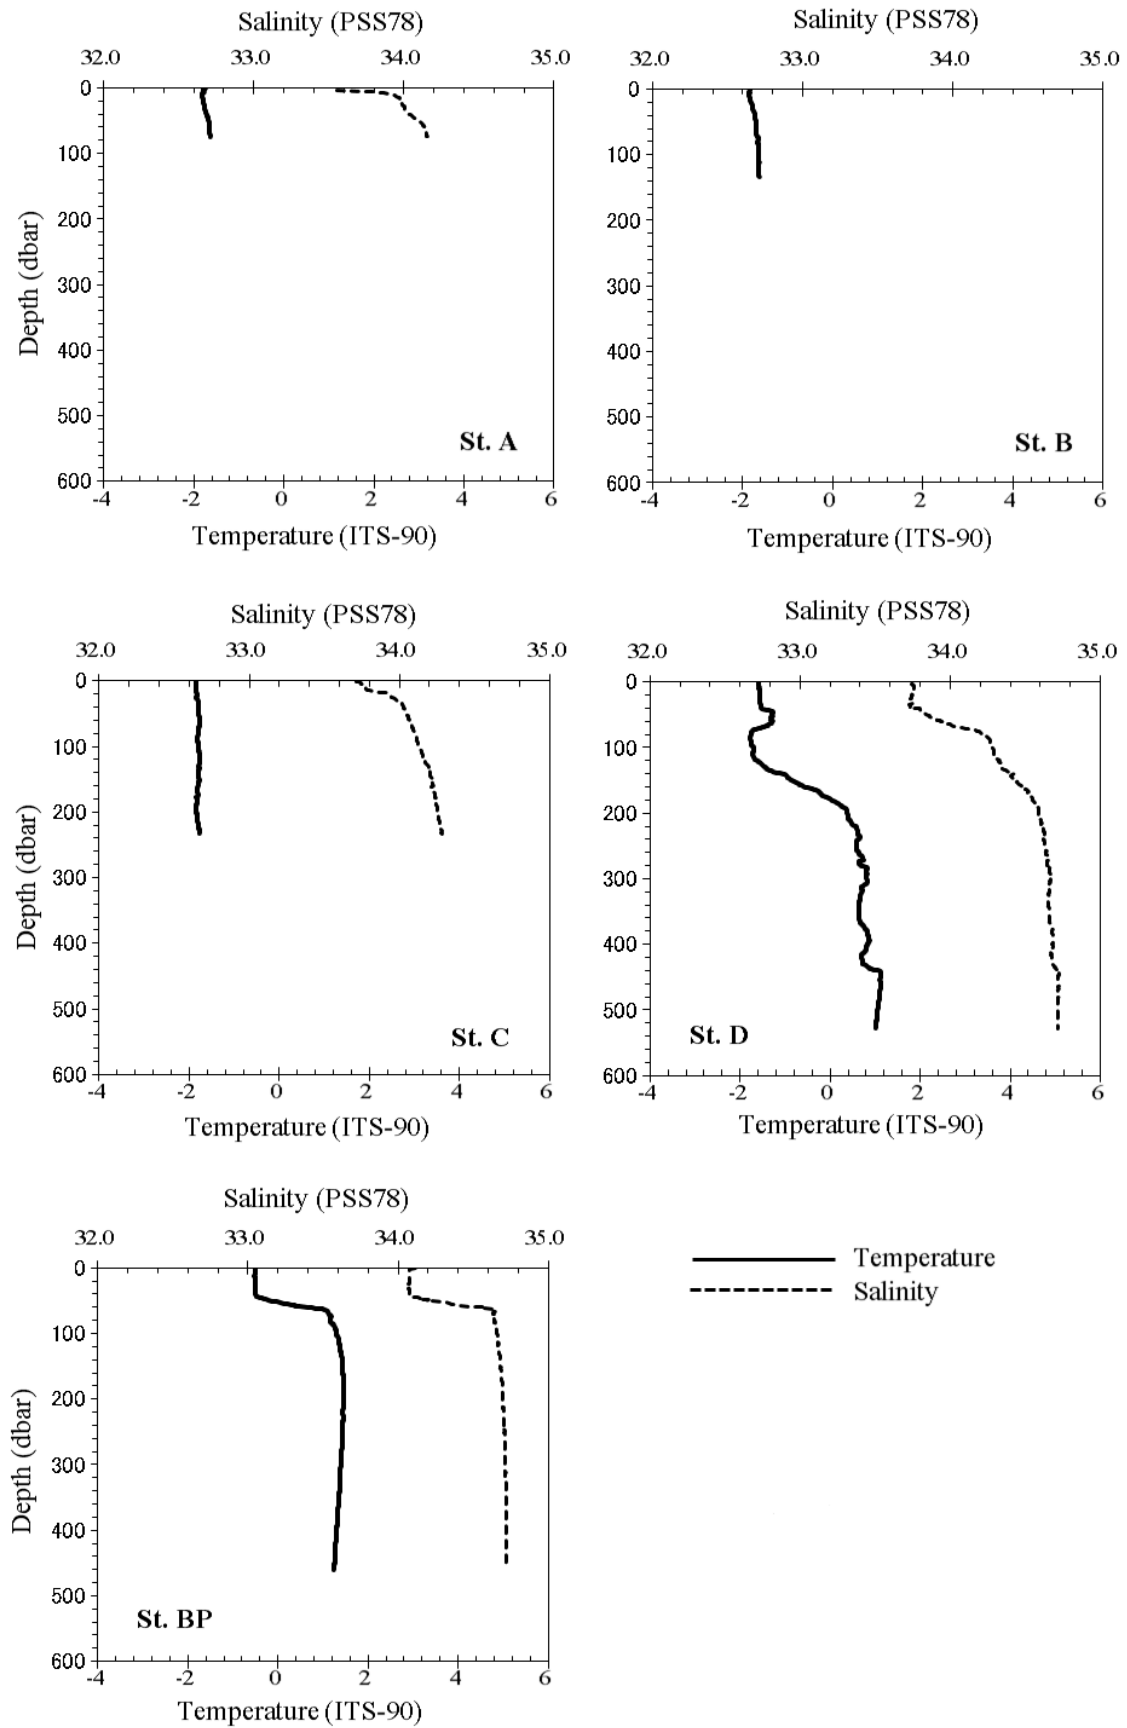 Salinity (PSS78)
32.0 33.0 34.0 35.0
0
100
200
300
400
500
600
Depth (dbar)
St. A
-4 -2 0 2 4 6
Temperature (ITS-90)
Salinity (PSS78)
32.0 33.0 34.0 35.0
0
100
200
300
400
500
600
St. B
-4 -2 0 2 4 6
Temperature (ITS-90)
Salinity (PSS78)
32.0 33.0 34.0 35.0
0
100
200
300
400
500
600
Depth (dbar)
St. C
-4 -2 0 2 4 6
Temperature (ITS-90)
Salinity (PSS78)
32.0 33.0 34.0 35.0
0
100
200
300
400
500
600
St. D
-4 -2 0 2 4 6
Temperature (ITS-90)
Salinity (PSS78)
32.0 33.0 34.0 35.0
0
100
200
300
400
500
600
Depth (dbar)
St. BP
-4 -2 0 2 4 6
Temperature (ITS-90)
Temperature
Salinity